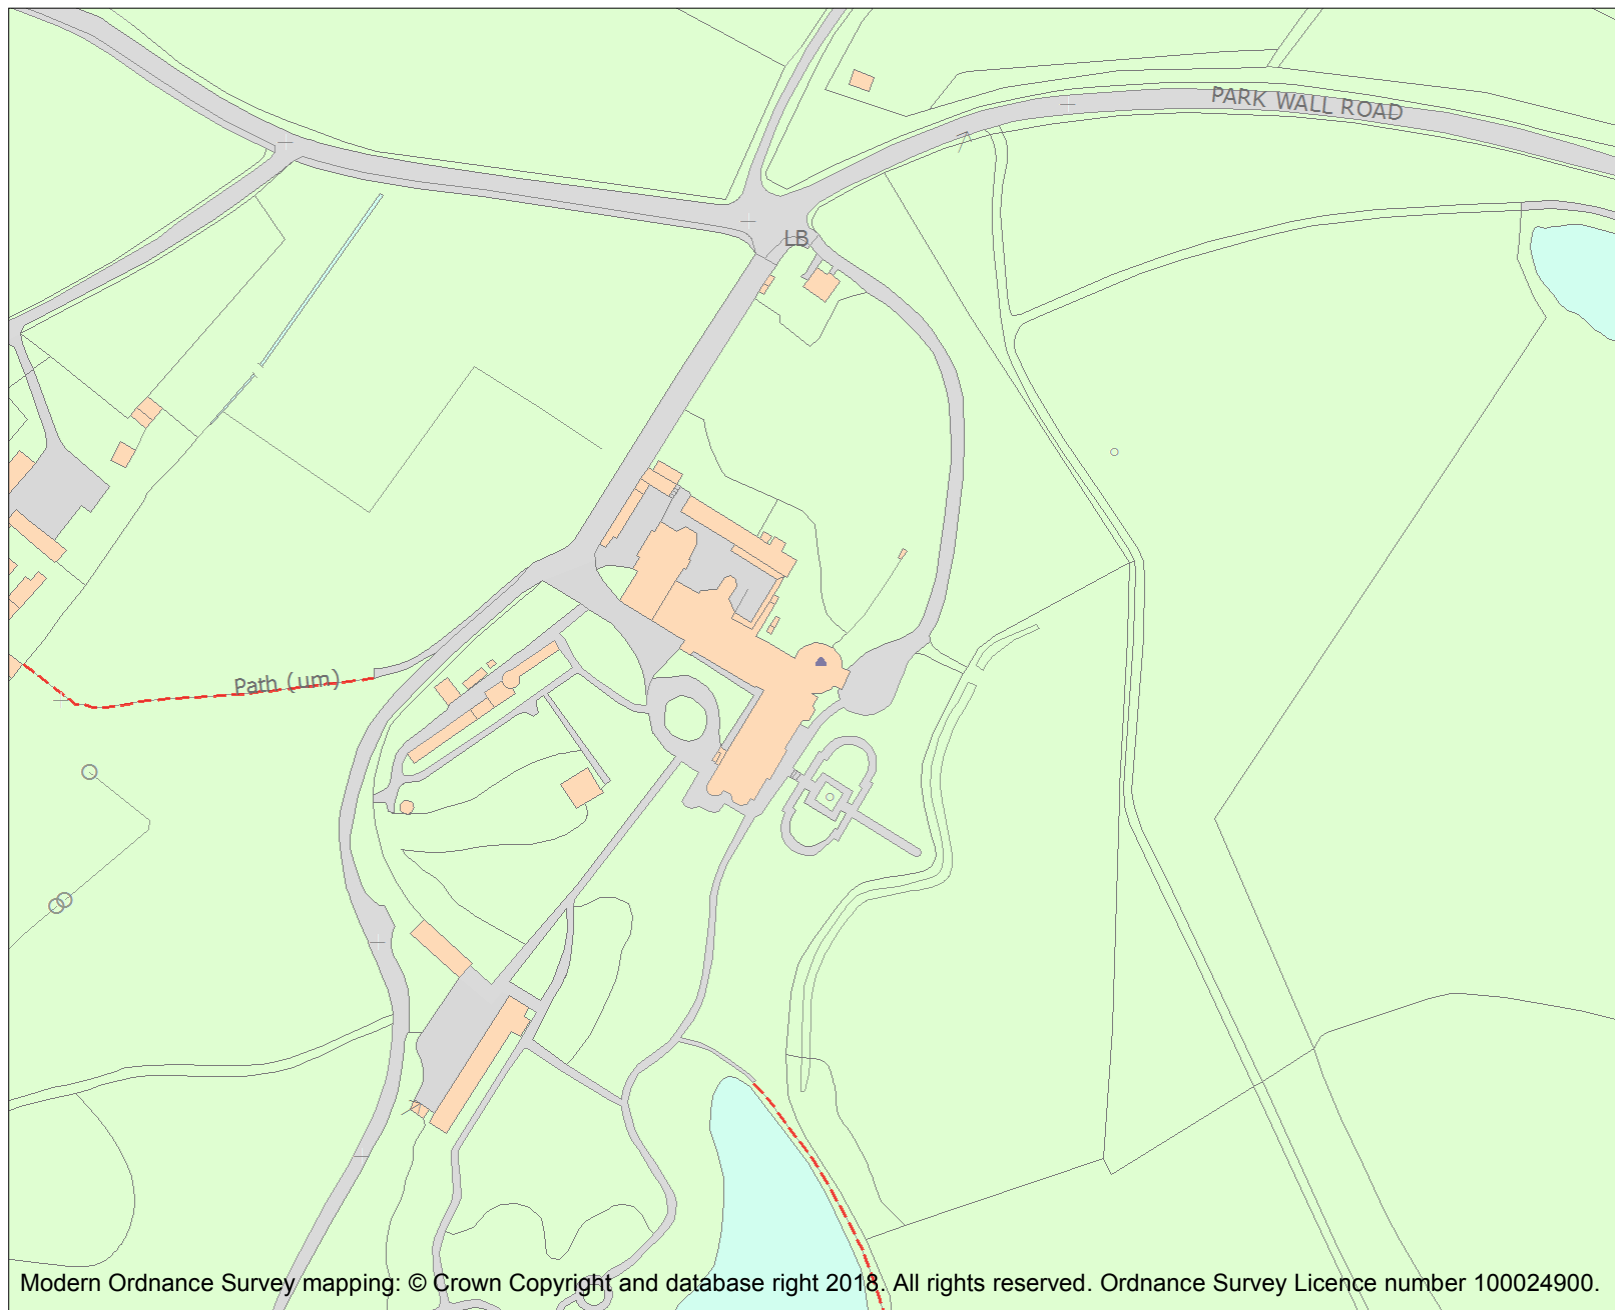 PARK WALL ROAD
LB
Path (um)
Modern Ordnance Survey mapping: © Crown Copyright and database right 2018. All rights reserved. Ordnance Survey Licence number 100024900.